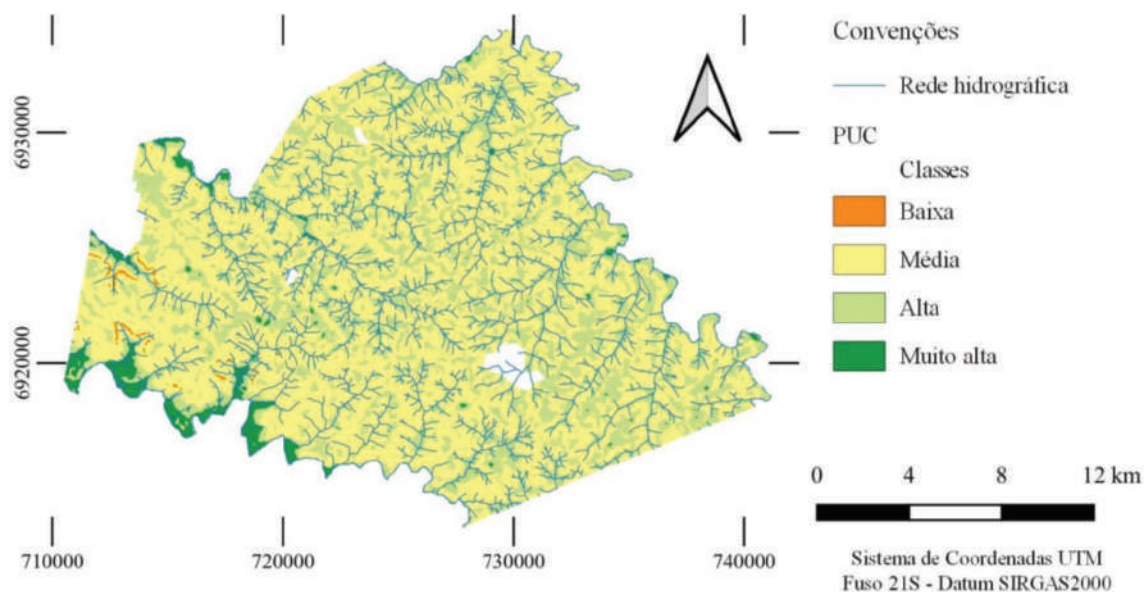 Convenções
Rede hidrográfica
PUC
Classes
Baixa
Média
Alta
Muito alta
6930000
6920000
710000
720000
730000
740000
0 4 8 12 km
Sistema de Coordenadas UTM
Fuso 21S - Datum SIRGAS2000